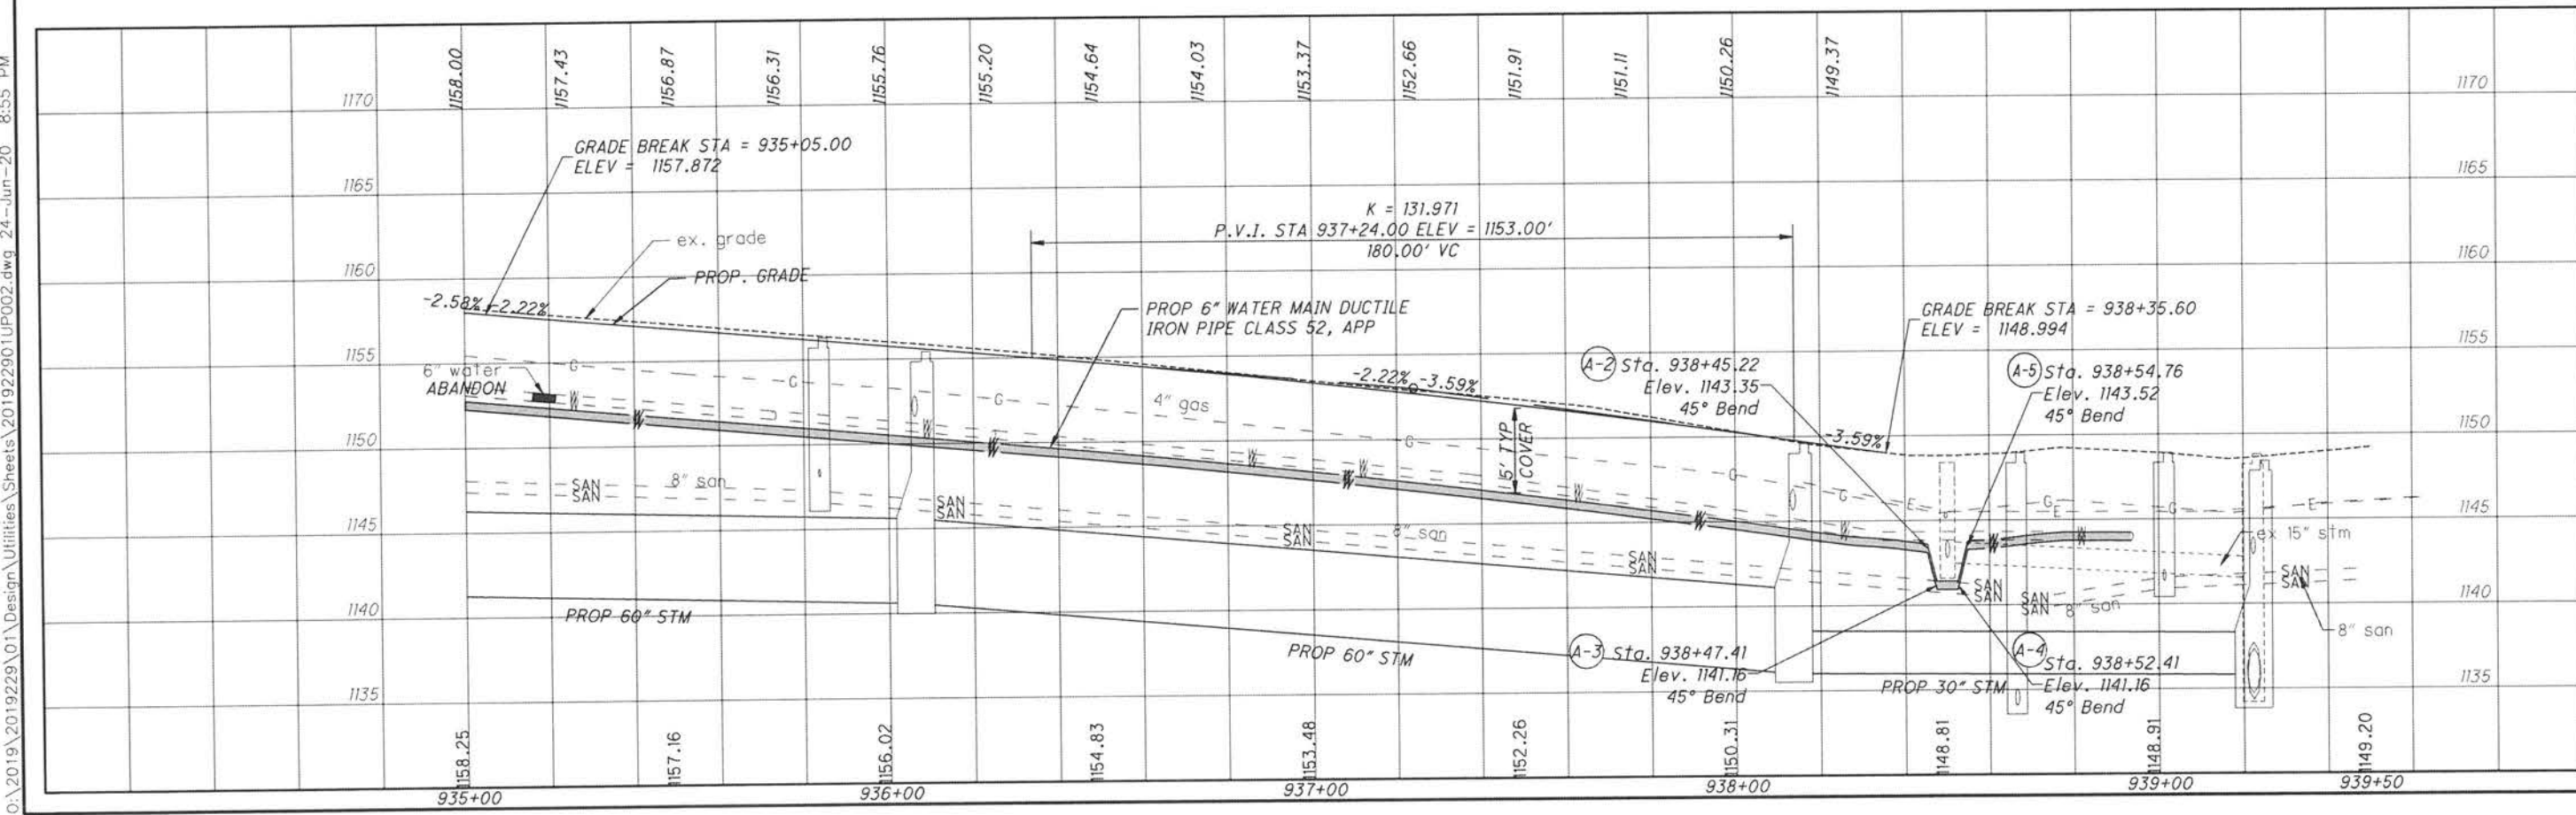 O:\2019\2019229\01\Design\Utilities\Sheets\201922901UP002.dwg 24-Jun-20 8:55 PM
1158.00 1157.43 1156.87 1156.31 1155.76 1155.20 1154.64 1154.03 1153.37 1152.66 1151.91 1151.11 1150.26 1149.37
1170 1170
GRADE BREAK STA = 935+05.00
ELEV = 1157.872
1165 1165
K = 131.971
P.V.I. STA 937+24.00 ELEV = 1153.00'
180.00' VC
ex. grade
PROP. GRADE
1160 1160
-2.58% -2.22%
PROP 6" WATER MAIN DUCTILE
IRON PIPE CLASS 52, APP
GRADE BREAK STA = 938+35.60
ELEV = 1148.994
1155 1155
6" water
ABANDON
G G G G G G G G
4" gas
-2.22% -3.59%
A-2 Sta. 938+45.22
Elev. 1143.35
45° Bend
A-5 Sta. 938+54.76
Elev. 1143.52
45° Bend
1150 1150
W W W W W W W W W W W W W
5' TYP
COVER
-3.59%
E E E
SAN
SAN
8" san
SAN
SAN
1145 1145
SAN
SAN
8" san
ex 15" stm
SAN
SAN
SAN
SAN
SAN
SAN
8" san
SAN
SAN
8" san
1140 1140
PROP 60" STM
PROP 60" STM
A-3 Sta. 938+47.41
Elev. 1141.16
45° Bend
A-4
Sta. 938+52.41
Elev. 1141.16
45° Bend
PROP 30" STM
1135 1135
1158.25 1157.16 1156.02 1154.83 1153.48 1152.26 1150.31 1148.81 1148.91 1149.20
935+00 936+00 937+00 938+00 939+00 939+50